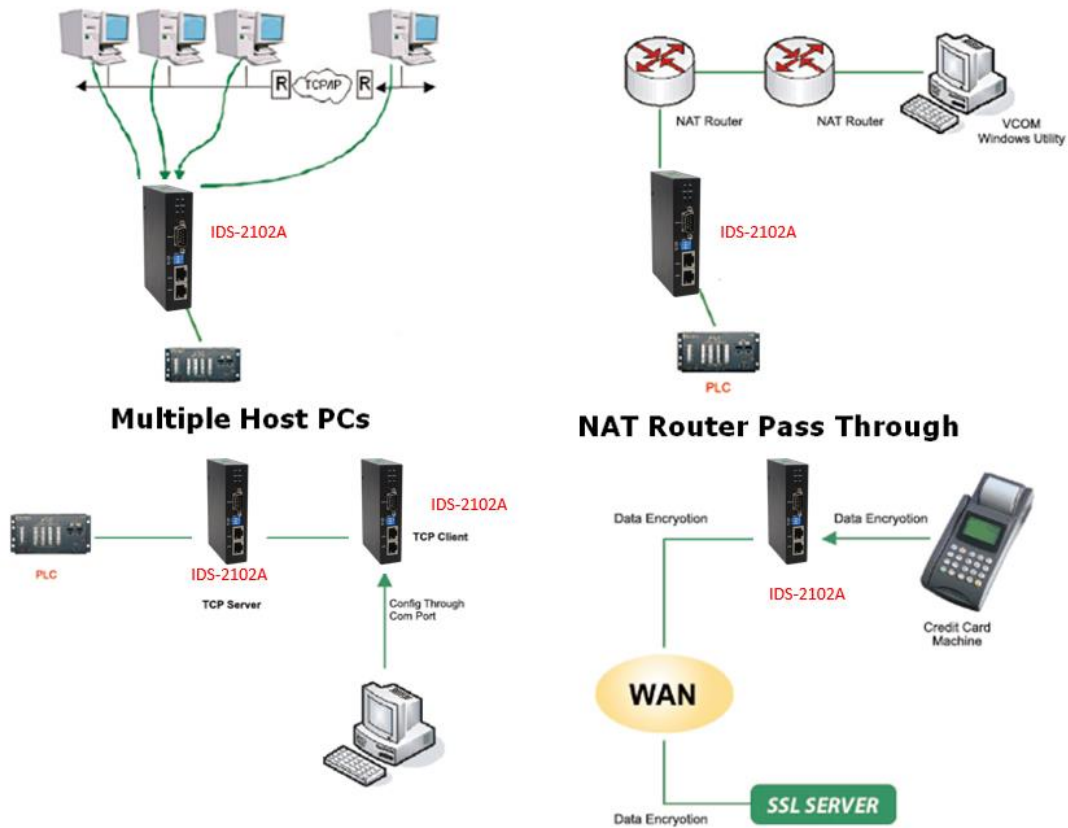 R
TCP/IP
R
IDS-2102A
Multiple Host PCs
NAT Router
NAT Router
VCOM
Windows Utility
IDS-2102A
PLC
NAT Router Pass Through
PLC
IDS-2102A
TCP Server
IDS-2102A
TCP Client
Config Through
Com Port
Data Encryotion
Data Encryotion
IDS-2102A
Credit Card
Machine
WAN
Data Encryotion
SSL SERVER